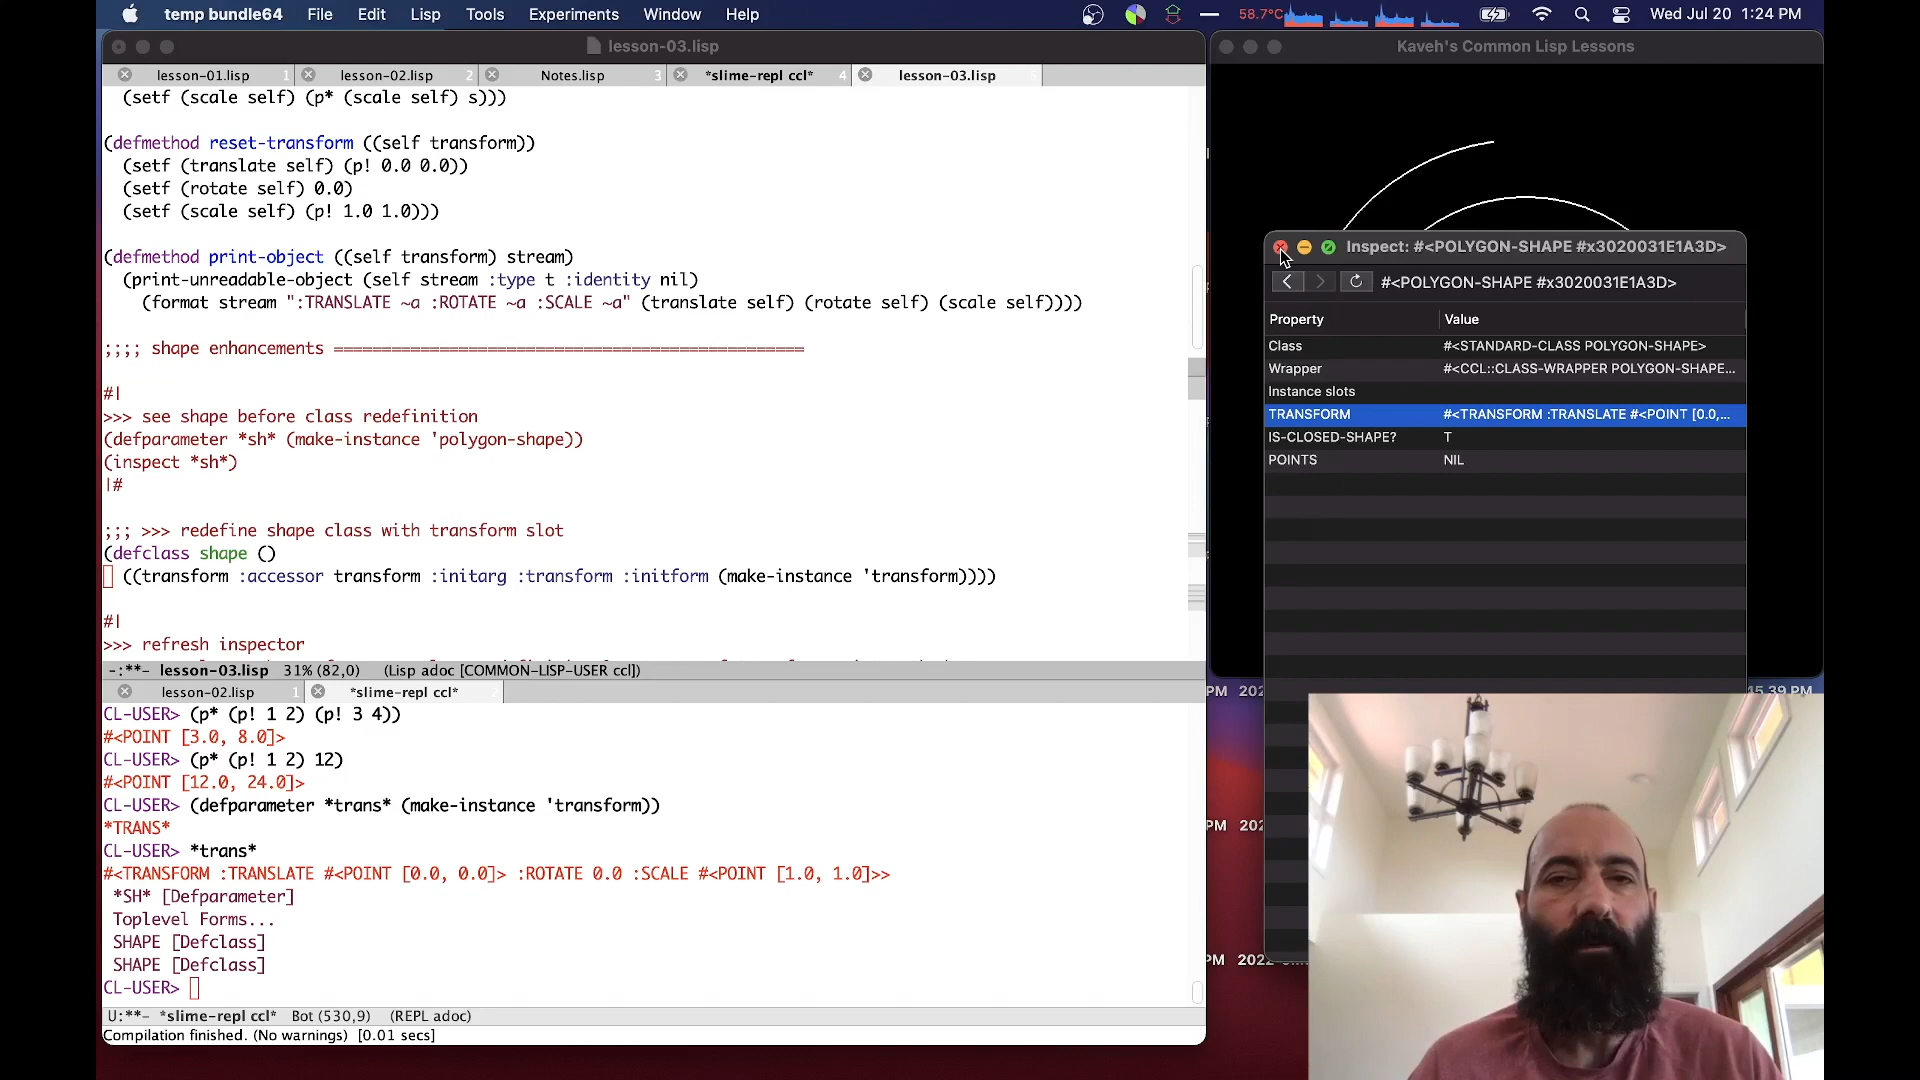 temp bundle64 File Edit Lisp Tools Experiments Window Help 58.7°C Wed Jul 20 1:24 PM
lesson-03.lisp
lesson-01.lisp 1 lesson-02.lisp 2 Notes.lisp 3 *slime-repl ccl* 4 lesson-03.lisp
(setf (scale self) (p* (scale self) s)))
(defmethod reset-transform ((self transform))
(setf (translate self) (p! 0.0 0.0))
(setf (rotate self) 0.0)
(setf (scale self) (p! 1.0 1.0)))
(defmethod print-object ((self transform) stream)
(print-unreadable-object (self stream :type t :identity nil)
(format stream ":TRANSLATE ~a :ROTATE ~a :SCALE ~a" (translate self) (rotate self) (scale self))))
;;;; shape enhancements =================================================
#|
>>> see shape before class redefinition
(defparameter *sh* (make-instance 'polygon-shape))
(inspect *sh*)
|#
;;; >>> redefine shape class with transform slot
(defclass shape ()
((transform :accessor transform :initarg :transform :initform (make-instance 'transform))))
#|
>>> refresh inspector
-:**- lesson-03.lisp 31% (82,0) (Lisp adoc [COMMON-LISP-USER ccl])
lesson-02.lisp 1 *slime-repl ccl* 2
CL-USER> (p* (p! 1 2) (p! 3 4))
#<POINT [3.0, 8.0]>
CL-USER> (p* (p! 1 2) 12)
#<POINT [12.0, 24.0]>
CL-USER> (defparameter *trans* (make-instance 'transform))
*TRANS*
CL-USER> *trans*
#<TRANSFORM :TRANSLATE #<POINT [0.0, 0.0]> :ROTATE 0.0 :SCALE #<POINT [1.0, 1.0]>>
*SH* [Defparameter]
Toplevel Forms...
SHAPE [Defclass]
SHAPE [Defclass]
CL-USER>
U:**- *slime-repl ccl* Bot (530,9) (REPL adoc)
Compilation finished. (No warnings) [0.01 secs]
Kaveh's Common Lisp Lessons
Inspect: #<POLYGON-SHAPE #x3020031E1A3D>
#<POLYGON-SHAPE #x3020031E1A3D>
Property Value
Class #<STANDARD-CLASS POLYGON-SHAPE>
Wrapper #<CCL::CLASS-WRAPPER POLYGON-SHAPE...
Instance slots
TRANSFORM #<TRANSFORM :TRANSLATE #<POINT [0.0,...
IS-CLOSED-SHAPE? T
POINTS NIL
PM 202
PM 202
PM 2022